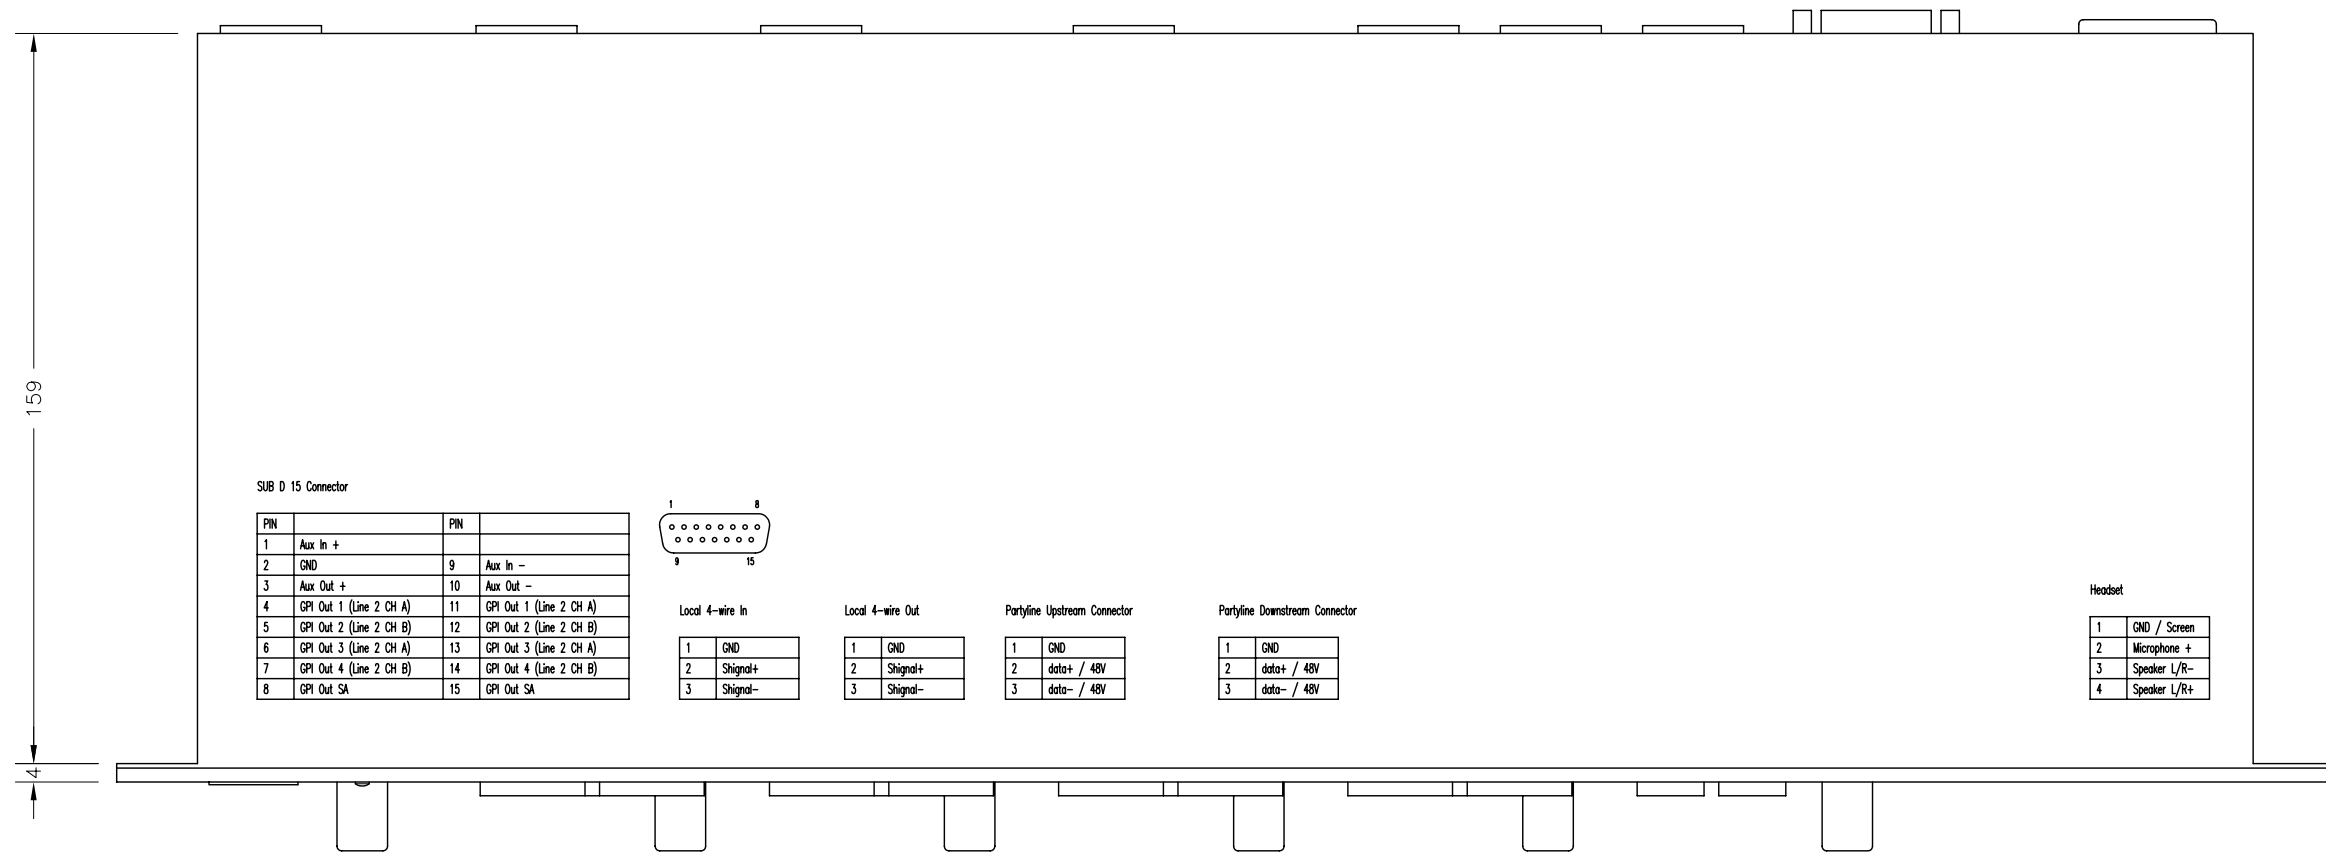 159
4
SUB D 15 Connector
PIN PIN
1 Aux In +
2 GND 9 Aux In -
3 Aux Out + 10 Aux Out -
4 GPI Out 1 (Line 2 CH A) 11 GPI Out 1 (Line 2 CH A)
5 GPI Out 2 (Line 2 CH B) 12 GPI Out 2 (Line 2 CH B)
6 GPI Out 3 (Line 2 CH A) 13 GPI Out 3 (Line 2 CH A)
7 GPI Out 4 (Line 2 CH B) 14 GPI Out 4 (Line 2 CH B)
8 GPI Out SA 15 GPI Out SA
1 8
9 15
Local 4-wire In
1 GND
2 Shignal+
3 Shignal-
Local 4-wire Out
1 GND
2 Shignal+
3 Shignal-
Partyline Upstream Connector
1 GND
2 data+ / 48V
3 data- / 48V
Partyline Downstream Connector
1 GND
2 data+ / 48V
3 data- / 48V
Headset
1 GND / Screen
2 Microphone +
3 Speaker L/R-
4 Speaker L/R+